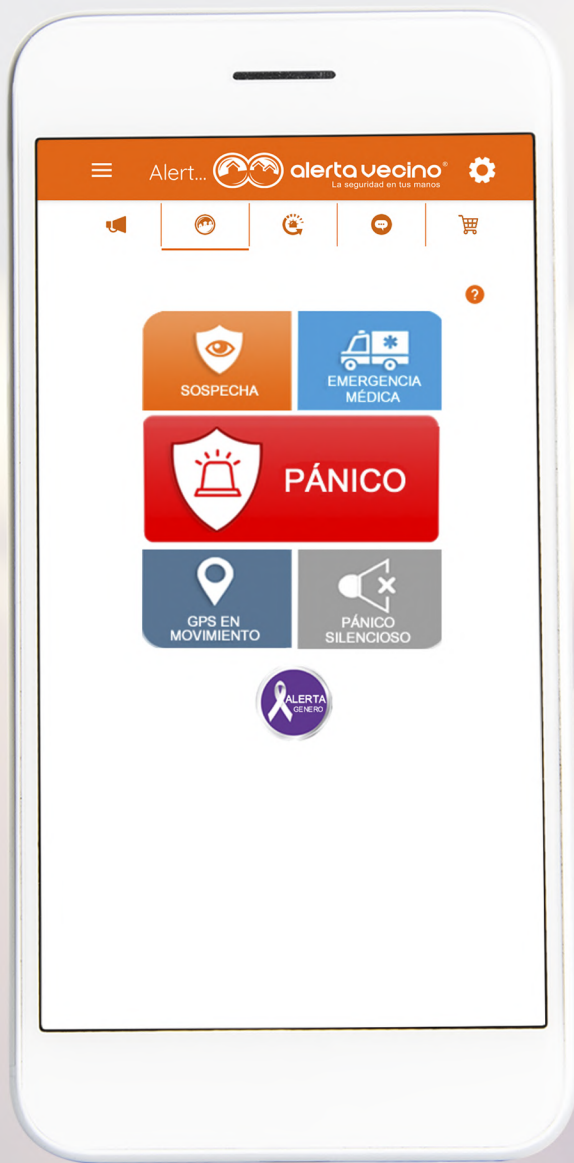 Alert...
alerta vecino®
La seguridad en tus manos
?
SOSPECHA
EMERGENCIA
MÉDICA
PÁNICO
GPS EN
MOVIMIENTO
PÁNICO
SILENCIOSO
ALERTA
GENERO